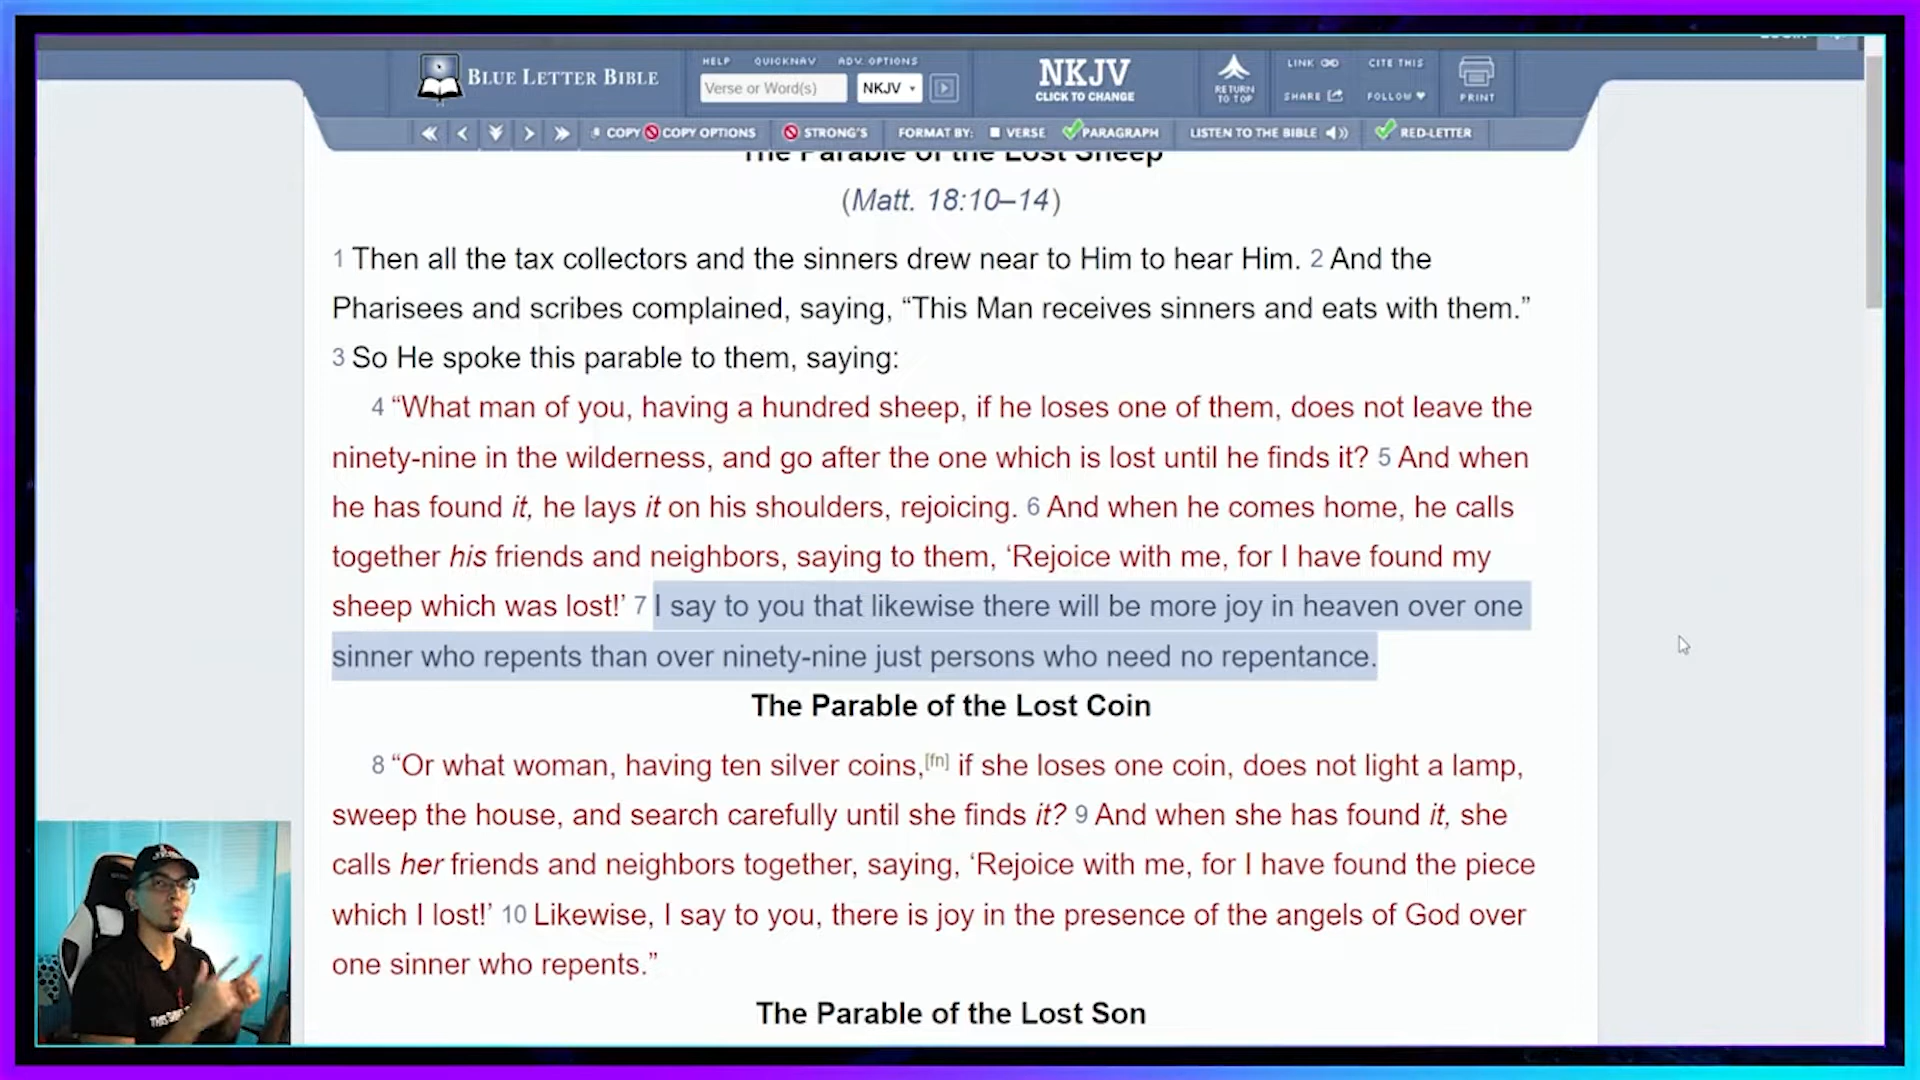 LOGIN
BLUE LETTER BIBLE
HELP QUICKNAV ADV. OPTIONS
Verse or Word(s) NKJV
NKJV
CLICK TO CHANGE
RETURN
TO TOP
LINK CITE THIS
SHARE FOLLOW
PRINT
COPY COPY OPTIONS STRONG'S FORMAT BY: VERSE PARAGRAPH LISTEN TO THE BIBLE RED-LETTER
The Parable of the Lost Sheep
(Matt. 18:10–14)
1 Then all the tax collectors and the sinners drew near to Him to hear Him. 2 And the
Pharisees and scribes complained, saying, “This Man receives sinners and eats with them.”
3 So He spoke this parable to them, saying:
4 “What man of you, having a hundred sheep, if he loses one of them, does not leave the
ninety-nine in the wilderness, and go after the one which is lost until he finds it? 5 And when
he has found it, he lays it on his shoulders, rejoicing. 6 And when he comes home, he calls
together his friends and neighbors, saying to them, ‘Rejoice with me, for I have found my
sheep which was lost!’ 7 I say to you that likewise there will be more joy in heaven over one
sinner who repents than over ninety-nine just persons who need no repentance.
The Parable of the Lost Coin
8 “Or what woman, having ten silver coins,[fn] if she loses one coin, does not light a lamp,
sweep the house, and search carefully until she finds it? 9 And when she has found it, she
calls her friends and neighbors together, saying, ‘Rejoice with me, for I have found the piece
which I lost!’ 10 Likewise, I say to you, there is joy in the presence of the angels of God over
one sinner who repents.”
The Parable of the Lost Son